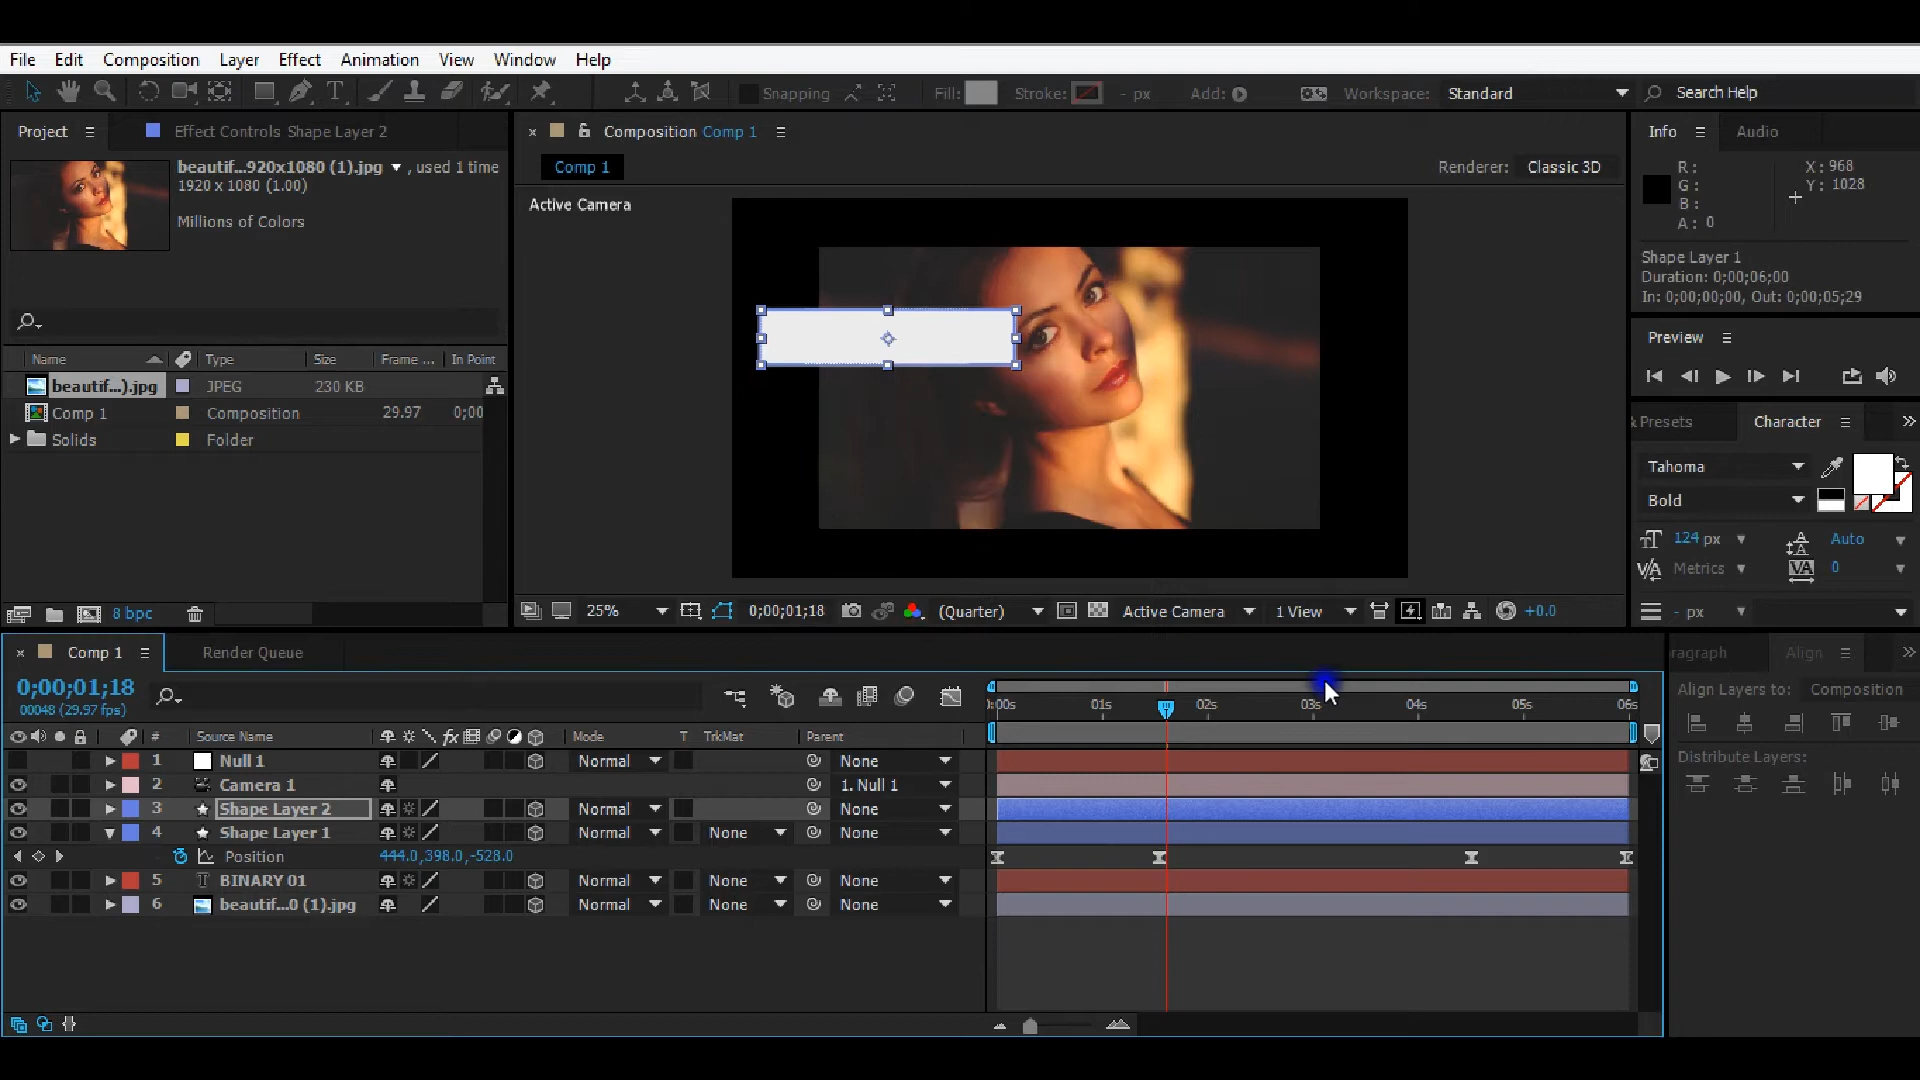 File Edit Composition Layer Effect Animation View Window Help
Snapping Fill: Stroke: - px Add: Workspace: Standard Search Help
Project Effect Controls Shape Layer 2
beautif...920x1080 (1).jpg , used 1 time
1920 x 1080 (1.00)
Millions of Colors
Name Type Size Frame ... In Point
beautif...).jpg JPEG 230 KB
Comp 1 Composition 29.97 0;00
Solids Folder
8 bpc
Composition Comp 1
Comp 1
Renderer: Classic 3D
Active Camera
25% 0;00;01;18 (Quarter) Active Camera 1 View +0.0
Info Audio
R: X: 968
G: Y: 1028
B:
A: 0
Shape Layer 1
Duration: 0;00;06;00
In: 0;00;00;00, Out: 0;00;05;29
Preview
& Presets Character
Tahoma
Bold
124 px Auto
Metrics 0
- px
Comp 1 Render Queue
0;00;01;18
00048 (29.97 fps)
# Source Name fx Mode T TrkMat Parent
:00s 01s 02s 03s 04s 05s 06s
1 Null 1 Normal None
2 Camera 1 1. Null 1
3 Shape Layer 2 Normal None
4 Shape Layer 1 Normal None None
Position 444.0,398.0,-528.0
5 BINARY 01 Normal None None
6 beautif...0 (1).jpg Normal None None
ragraph Align
Align Layers to: Composition
Distribute Layers: